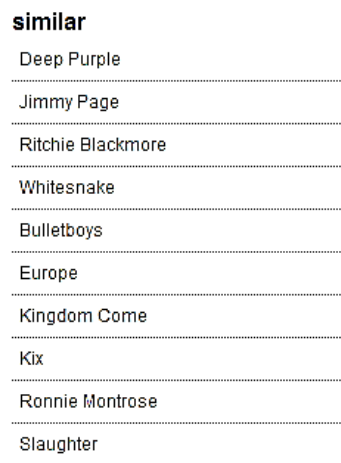 similar
Deep Purple
Jimmy Page
Ritchie Blackmore
Whitesnake
Bulletboys
Europe
Kingdom Come
Kix
Ronnie Montrose
Slaughter